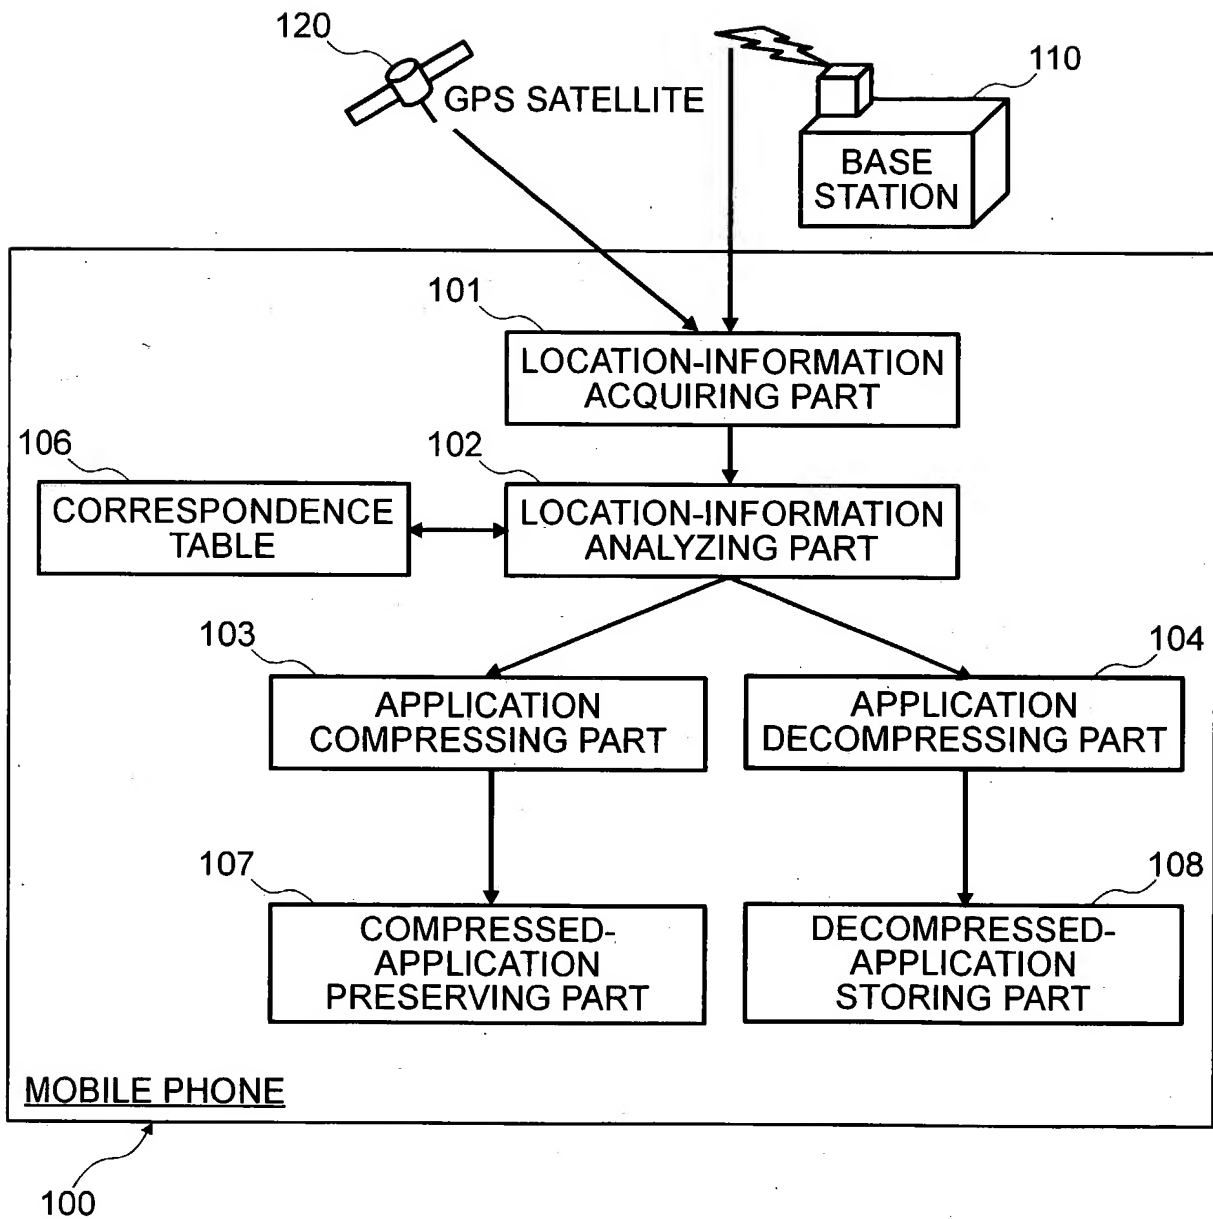 120
110
GPS SATELLITE
BASE
STATION
101
LOCATION-INFORMATION
ACQUIRING PART
106
102
CORRESPONDENCE
TABLE
LOCATION-INFORMATION
ANALYZING PART
103
104
APPLICATION
COMPRESSING PART
APPLICATION
DECOMPRESSING PART
107
108
COMPRESSED-
APPLICATION
PRESERVING PART
DECOMPRESSED-
APPLICATION
STORING PART
MOBILE PHONE
100